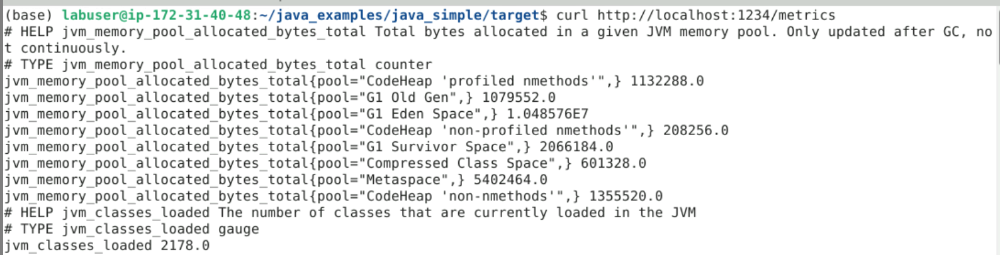 (base) labuser@ip-172-31-40-48:~/java_examples/java_simple/target$ curl http://localhost:1234/metrics
# HELP jvm_memory_pool_allocated_bytes_total Total bytes allocated in a given JVM memory pool. Only updated after GC, no
t continuously.
# TYPE jvm_memory_pool_allocated_bytes_total counter
jvm_memory_pool_allocated_bytes_total{pool="CodeHeap 'profiled nmethods'",} 1132288.0
jvm_memory_pool_allocated_bytes_total{pool="G1 Old Gen",} 1079552.0
jvm_memory_pool_allocated_bytes_total{pool="G1 Eden Space",} 1.048576E7
jvm_memory_pool_allocated_bytes_total{pool="CodeHeap 'non-profiled nmethods'",} 208256.0
jvm_memory_pool_allocated_bytes_total{pool="G1 Survivor Space",} 2066184.0
jvm_memory_pool_allocated_bytes_total{pool="Compressed Class Space",} 601328.0
jvm_memory_pool_allocated_bytes_total{pool="Metaspace",} 5402464.0
jvm_memory_pool_allocated_bytes_total{pool="CodeHeap 'non-nmethods'",} 1355520.0
# HELP jvm_classes_loaded The number of classes that are currently loaded in the JVM
# TYPE jvm_classes_loaded gauge
jvm_classes_loaded 2178.0